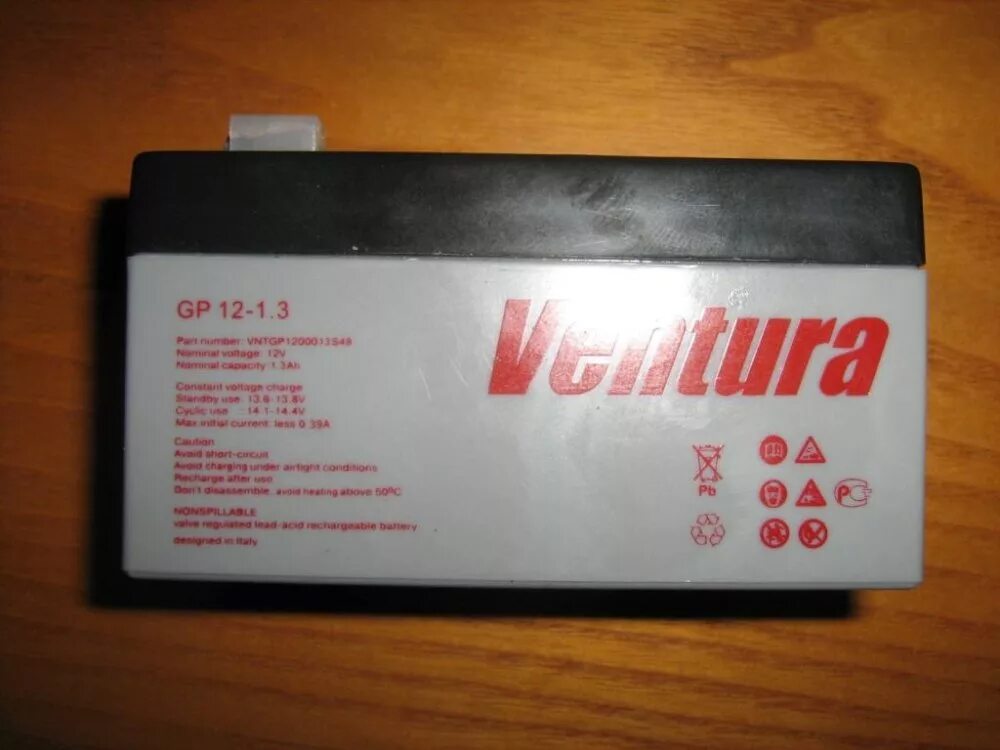 GP 12-1.3
Ventura
Part number: VNTGP1200013S48
Nominal voltage: 12V
Nominal capacity: 1.3Ah
Constant voltage charge
Standby use: 13.6-13.8V
Cyclic use : 14.1-14.4V
Max initial current: less 0.39A
Caution
Avoid short-circuit
Avoid charging under airtight conditions
Recharge after use
Don't disassemble, avoid heating above 50ºC
NONSPILLABLE
valve regulated lead-acid rechargeable battery
designed in Italy
Pb